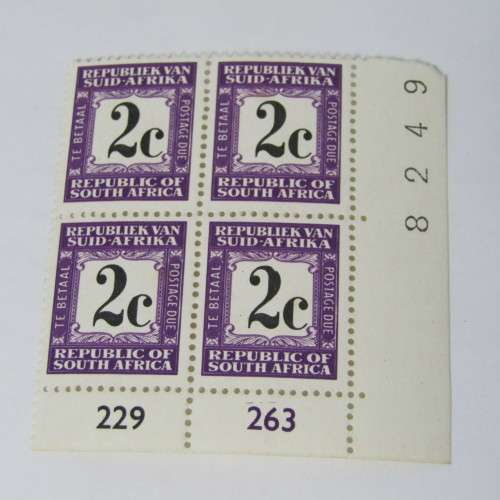 REPUBLIEK VAN
SUID-AFRIKA
TE BETAAL
2c
POSTAGE DUE
REPUBLIC OF
SOUTH AFRICA
REPUBLIEK VAN
SUID-AFRIKA
TE BETAAL
2c
POSTAGE DUE
REPUBLIC OF
SOUTH AFRICA
REPUBLIEK VAN
SUID-AFRIKA
TE BETAAL
2c
POSTAGE DUE
REPUBLIC OF
SOUTH AFRICA
REPUBLIEK VAN
SUID-AFRIKA
TE BETAAL
2c
POSTAGE DUE
REPUBLIC OF
SOUTH AFRICA
8249
229
263